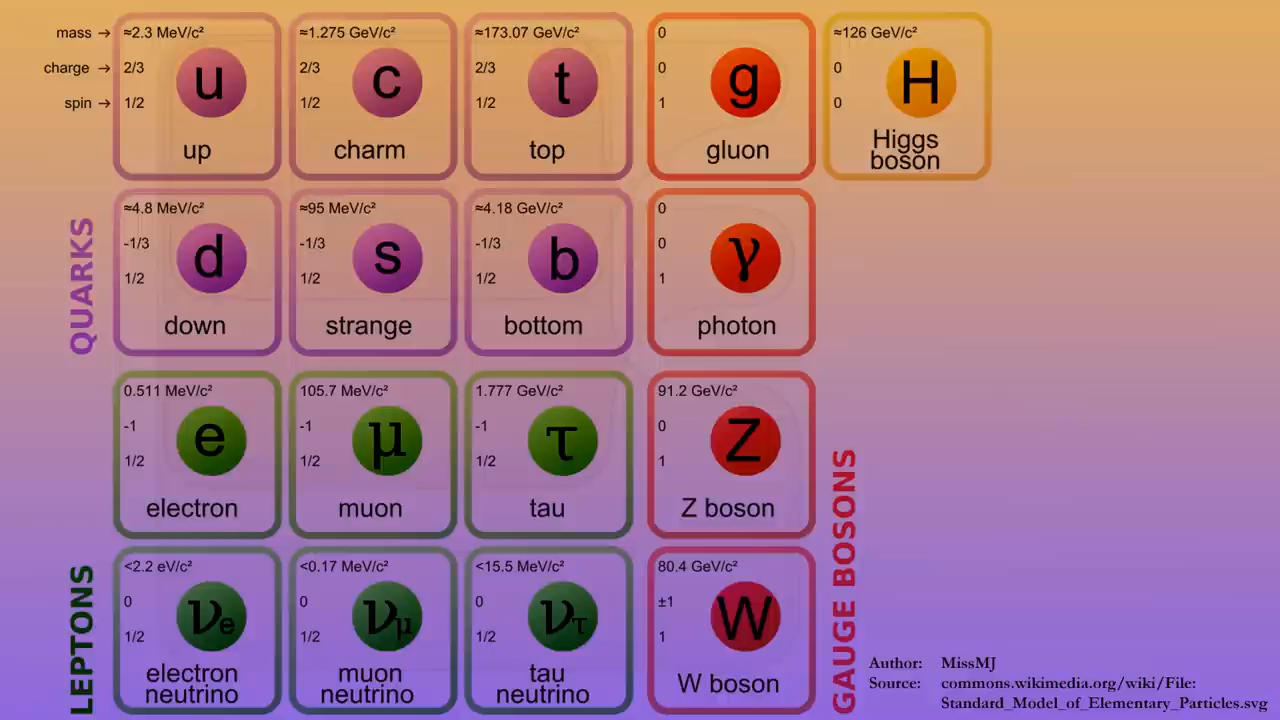 mass → ≈2.3 MeV/c²
charge → 2/3
spin → 1/2
u
up
≈1.275 GeV/c²
2/3
1/2
c
charm
≈173.07 GeV/c²
2/3
1/2
t
top
0
0
1
g
gluon
≈126 GeV/c²
0
0
H
Higgs
boson
QUARKS
≈4.8 MeV/c²
-1/3
1/2
d
down
≈95 MeV/c²
-1/3
1/2
s
strange
≈4.18 GeV/c²
-1/3
1/2
b
bottom
0
0
1
γ
photon
0.511 MeV/c²
-1
1/2
e
electron
105.7 MeV/c²
-1
1/2
μ
muon
1.777 GeV/c²
-1
1/2
τ
tau
91.2 GeV/c²
0
1
Z
Z boson
LEPTONS
<2.2 eV/c²
0
1/2
νe
electron
neutrino
<0.17 MeV/c²
0
1/2
νμ
muon
neutrino
<15.5 MeV/c²
0
1/2
ντ
tau
neutrino
80.4 GeV/c²
±1
1
W
W boson
GAUGE BOSONS
Author: MissMJ
Source: commons.wikimedia.org/wiki/File:
Standard_Model_of_Elementary_Particles.svg